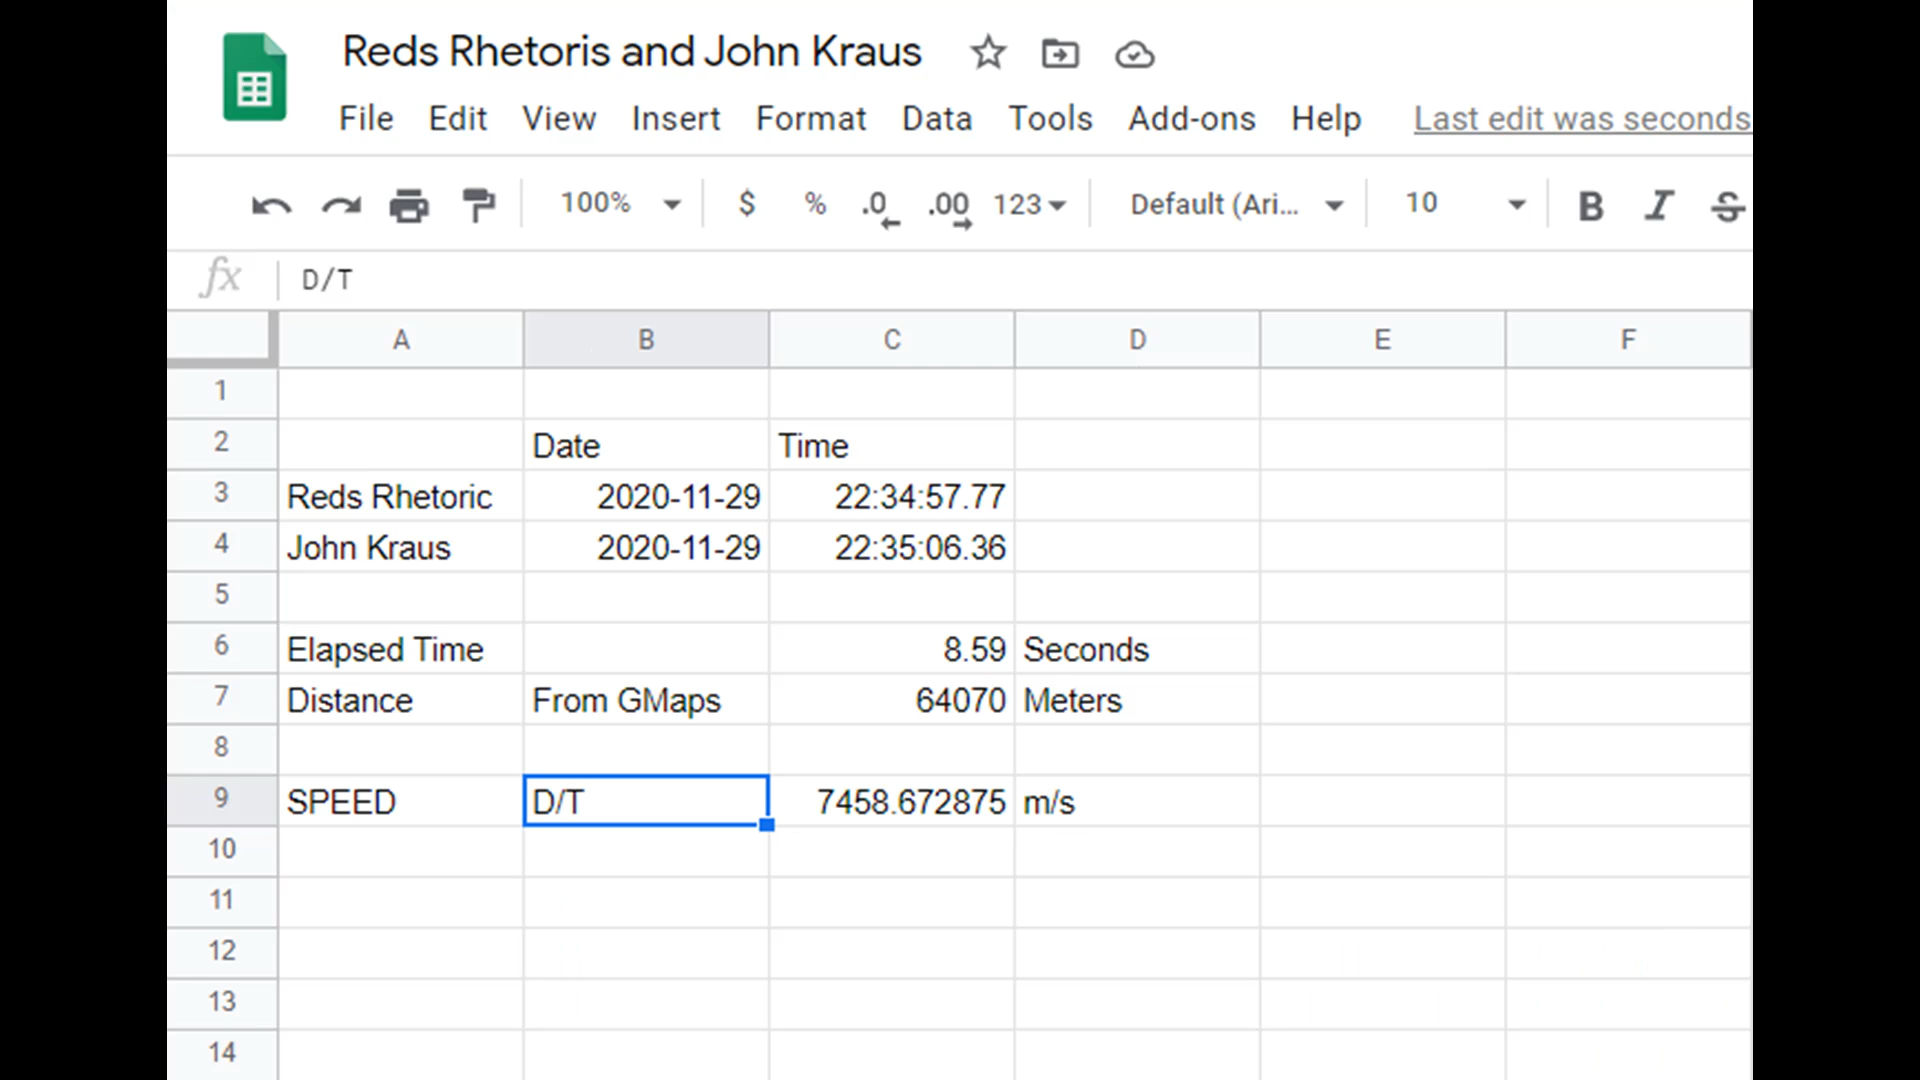 Reds Rhetoris and John Kraus
File Edit View Insert Format Data Tools Add-ons Help Last edit was seconds
100% $ % .0 .00 123 Default (Ari... 10 B I S
fx D/T
A B C D E F
1
2 Date Time
3 Reds Rhetoric 2020-11-29 22:34:57.77
4 John Kraus 2020-11-29 22:35:06.36
5
6 Elapsed Time 8.59 Seconds
7 Distance From GMaps 64070 Meters
8
9 SPEED D/T 7458.672875 m/s
10
11
12
13
14